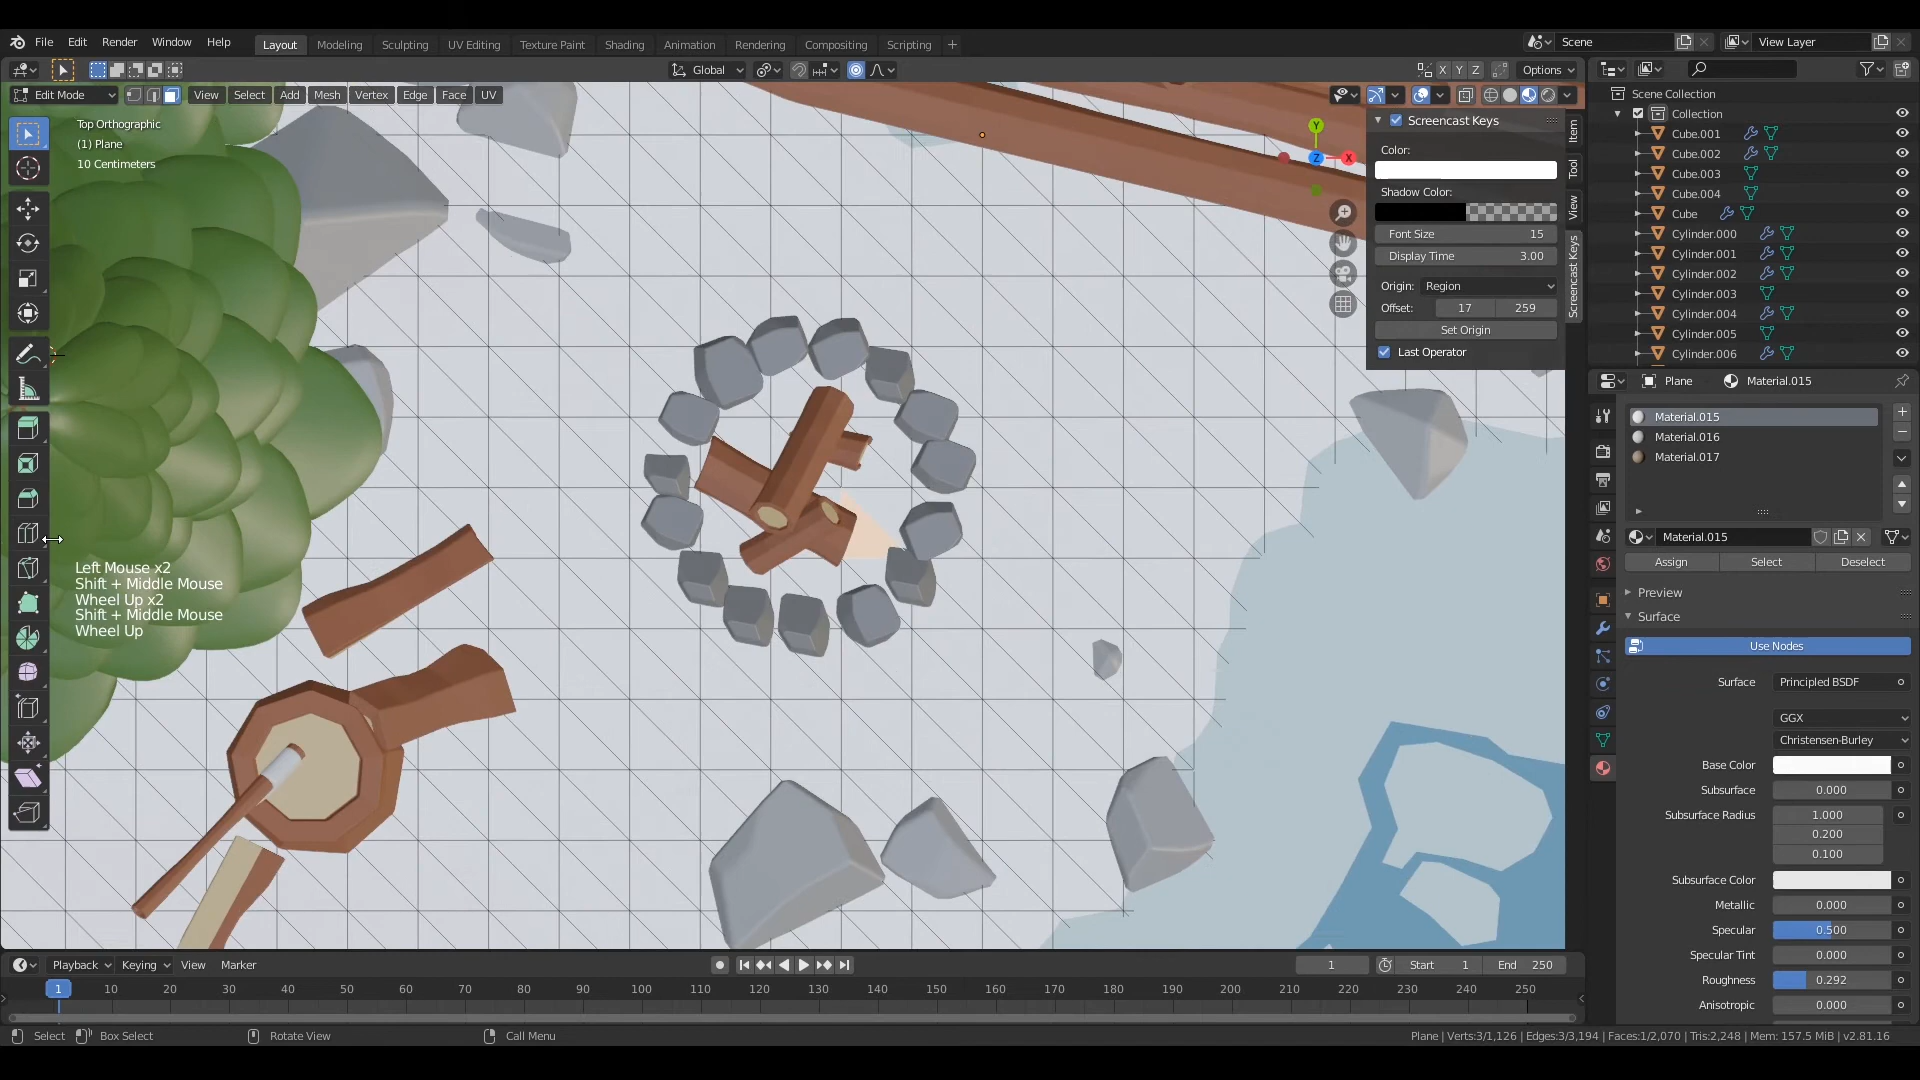 File Edit Render Window Help
Layout Modeling Sculpting UV Editing Texture Paint Shading Animation Rendering Compositing Scripting +
Scene View Layer
Global X Y Z Options
Edit Mode View Select Add Mesh Vertex Edge Face UV
Top Orthographic
(1) Plane
10 Centimeters
Y
Z X
Screencast Keys
Color:
Shadow Color:
Font Size 15
Display Time 3.00
Origin: Region
Offset: 17 259
Set Origin
Last Operator
Item
Tool
View
Screencast Keys
Left Mouse x2
Shift + Middle Mouse
Wheel Up x2
Shift + Middle Mouse
Wheel Up
Scene Collection
Collection
Cube.001
Cube.002
Cube.003
Cube.004
Cube
Cylinder.000
Cylinder.001
Cylinder.002
Cylinder.003
Cylinder.004
Cylinder.005
Cylinder.006
Plane Material.015
Material.015
Material.016
Material.017
Material.015
Assign Select Deselect
Preview
Surface
Use Nodes
Surface Principled BSDF
GGX
Christensen-Burley
Base Color
Subsurface 0.000
Subsurface Radius 1.000
0.200
0.100
Subsurface Color
Metallic 0.000
Specular 0.500
Specular Tint 0.000
Roughness 0.292
Anisotropic 0.000
Playback Keying View Marker 1 Start 1 End 250
1 10 20 30 40 50 60 70 80 90 100 110 120 130 140 150 160 170 180 190 200 210 220 230 240 250
Select Box Select Rotate View Call Menu Plane | Verts:3/1,126 | Edges:3/3,194 | Faces:1/2,070 | Tris:2,248 | Mem: 157.5 MiB | v2.81.16